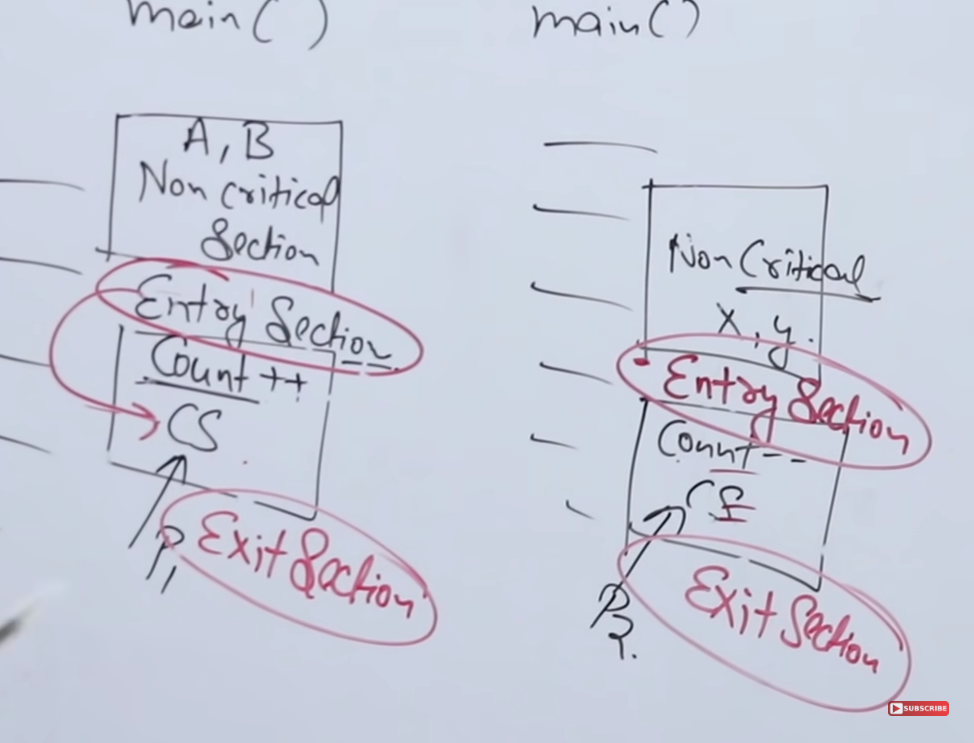 main()
A, B
Non critical
Section
Entry Section
Count++
CS
P1
Exit Section
main()
Non Critical
X, y.
Entry Section
Count--
CS
P2.
Exit Section
SUBSCRIBE